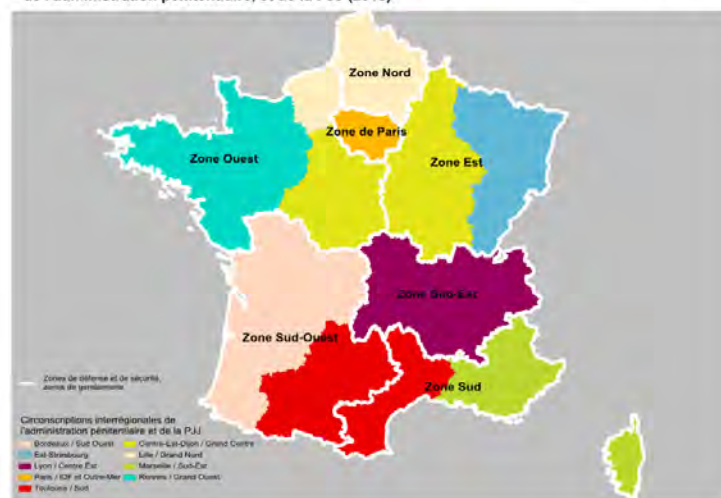 Zone Nord
Zone de Paris
Zone Ouest
Zone Est
Zone Sud-Est
Zone Sud-Ouest
Zone Sud
Zones de défense et de sécurité,
zones de gendarmerie
Circonscriptions interrégionales de
l'administration pénitentiaire et de la PJJ
Bordeaux / Sud Ouest
Centre-Est-Dijon / Grand Centre
Est-Strasbourg
Lille / Grand Nord
Lyon / Centre Est
Marseille / Sud-Est
Paris / IDF et Outre-Mer
Rennes / Grand Ouest
Toulouse / Sud